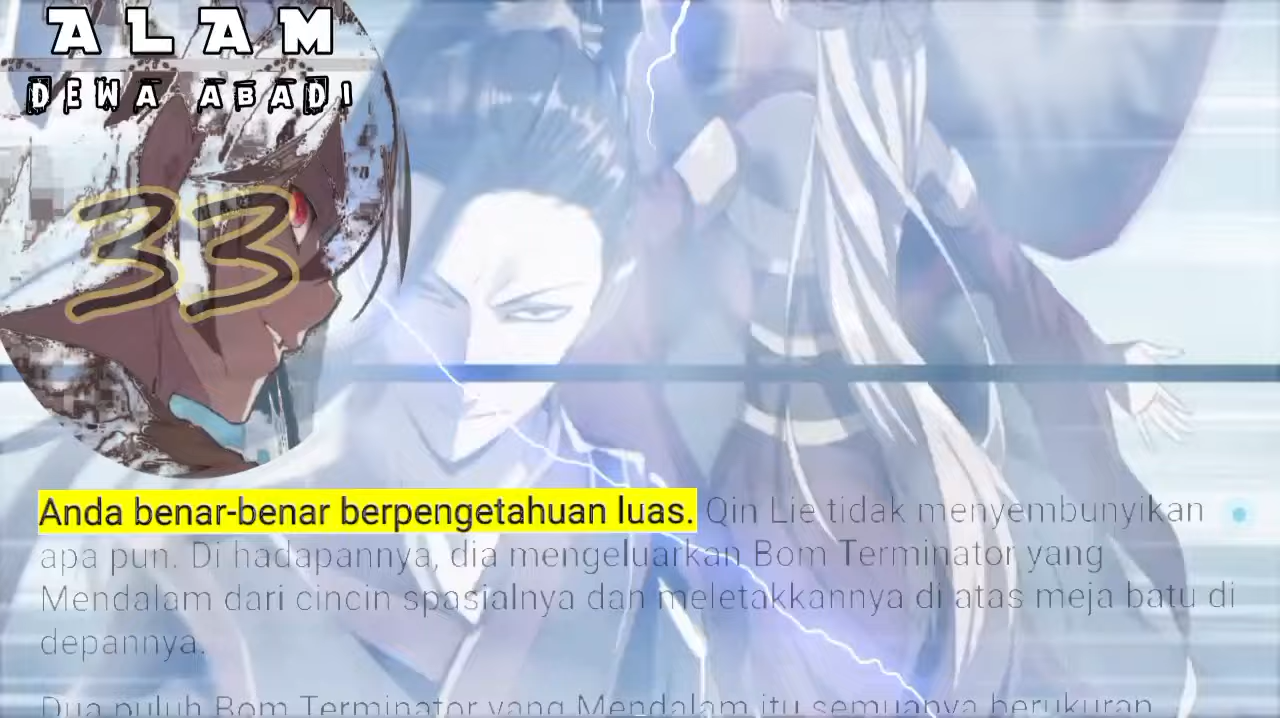 ALAM
DEWA ABADI
33
Anda benar-benar berpengetahuan luas. Qin Lie tidak menyembunyikan
apa pun. Di hadapannya, dia mengeluarkan Bom Terminator yang
Mendalam dari cincin spasialnya dan meletakkannya di atas meja batu di
depannya.
Dua puluh Bom Terminator yang Mendalam itu semuanya berukuran